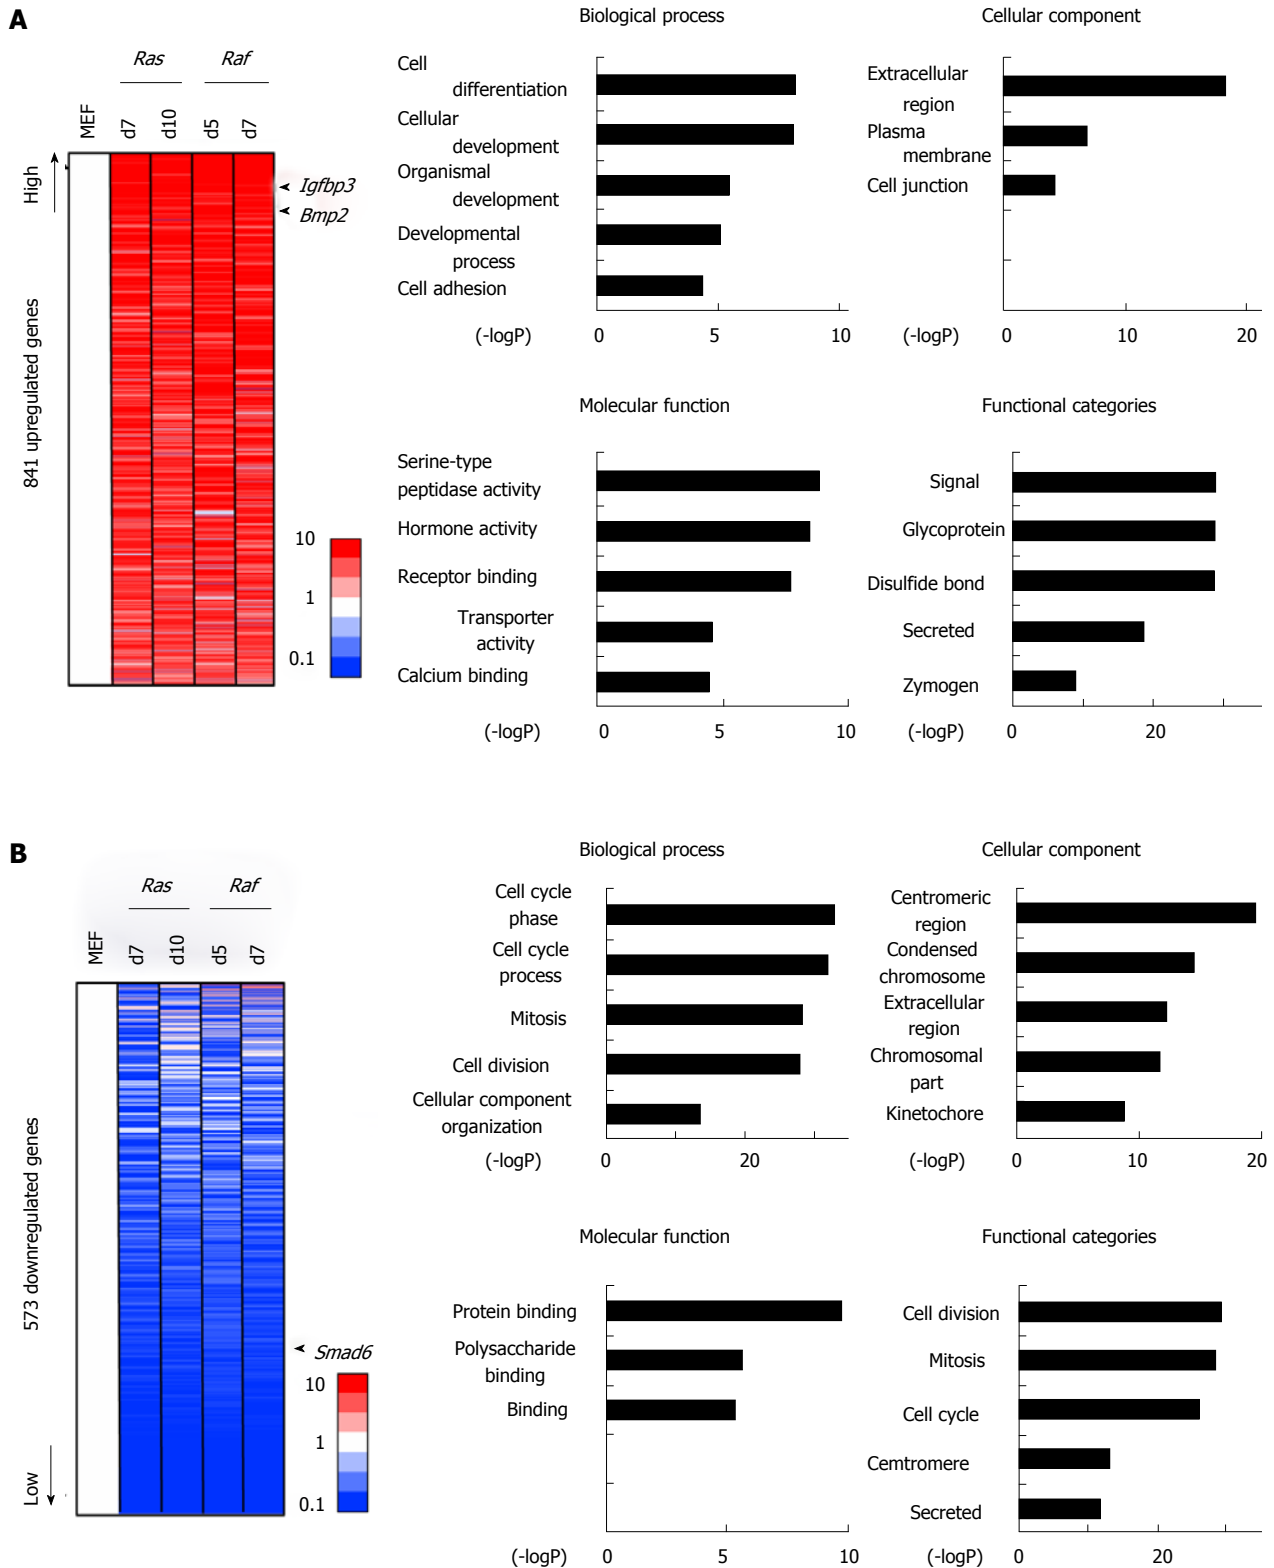 A
Ras
Raf
MEF
d7
d10
d5
d7
High
841 upregulated genes
Igfbp3
Bmp2
10
1
0.1
Biological process
Cell
differentiation
Cellular
development
Organismal
development
Developmental
process
Cell adhesion
(-logP)
0
5
10
Cellular component
Extracellular
region
Plasma
membrane
Cell junction
(-logP)
0
10
20
Molecular function
Serine-type
peptidase activity
Hormone activity
Receptor binding
Transporter
activity
Calcium binding
(-logP)
0
5
10
Functional categories
Signal
Glycoprotein
Disulfide bond
Secreted
Zymogen
(-logP)
0
20
B
Ras
Raf
MEF
d7
d10
d5
d7
573 downregulated genes
Low
Smad6
10
1
0.1
Biological process
Cell cycle
phase
Cell cycle
process
Mitosis
Cell division
Cellular component
organization
(-logP)
0
20
Cellular component
Centromeric
region
Condensed
chromosome
Extracellular
region
Chromosomal
part
Kinetochore
(-logP)
0
10
20
Molecular function
Protein binding
Polysaccharide
binding
Binding
(-logP)
0
5
10
Functional categories
Cell division
Mitosis
Cell cycle
Cemtromere
Secreted
(-logP)
0
20